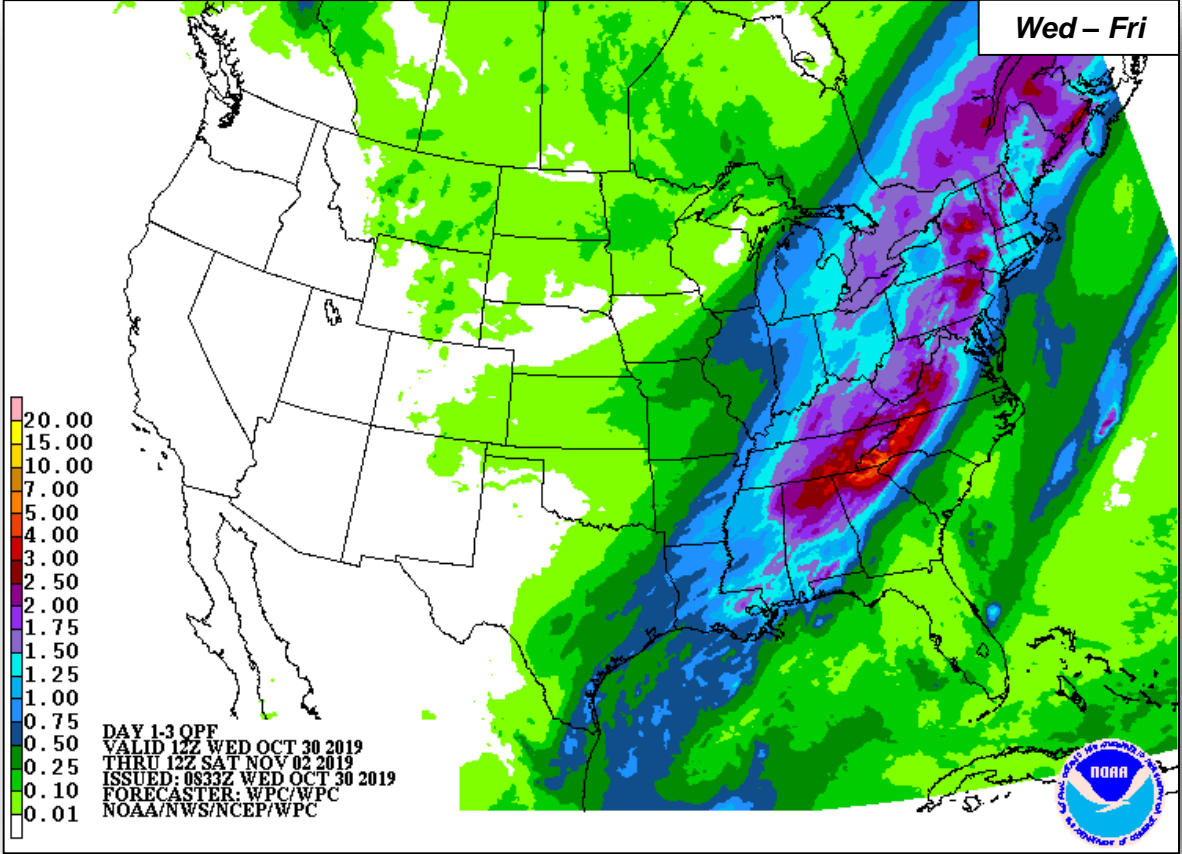 Wed – Fri
20.00
15.00
10.00
7.00
5.00
4.00
3.00
2.50
2.00
1.75
1.50
1.25
1.00
0.75
0.50
0.25
0.10
0.01
DAY 1-3 QPF
VALID 12Z WED OCT 30 2019
THRU 12Z SAT NOV 02 2019
ISSUED: 0833Z WED OCT 30 2019
FORECASTER: WPC/WPC
NOAA/NWS/NCEP/WPC
NOAA